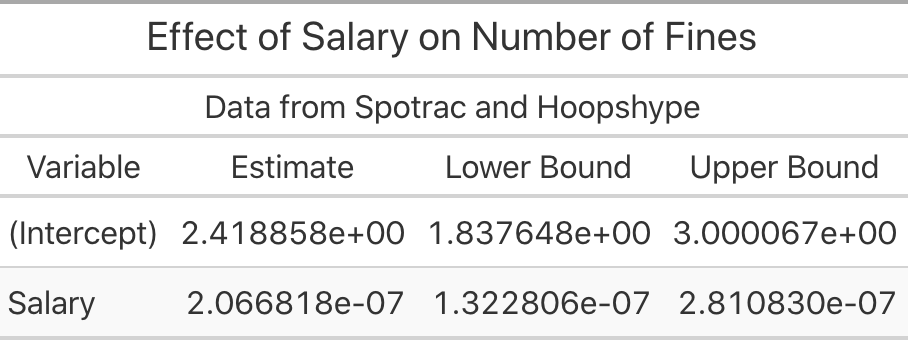 Effect of Salary on Number of Fines
Data from Spotrac and Hoopshype
Variable Estimate Lower Bound Upper Bound
(Intercept) 2.418858e+00 1.837648e+00 3.000067e+00
Salary 2.066818e-07 1.322806e-07 2.810830e-07